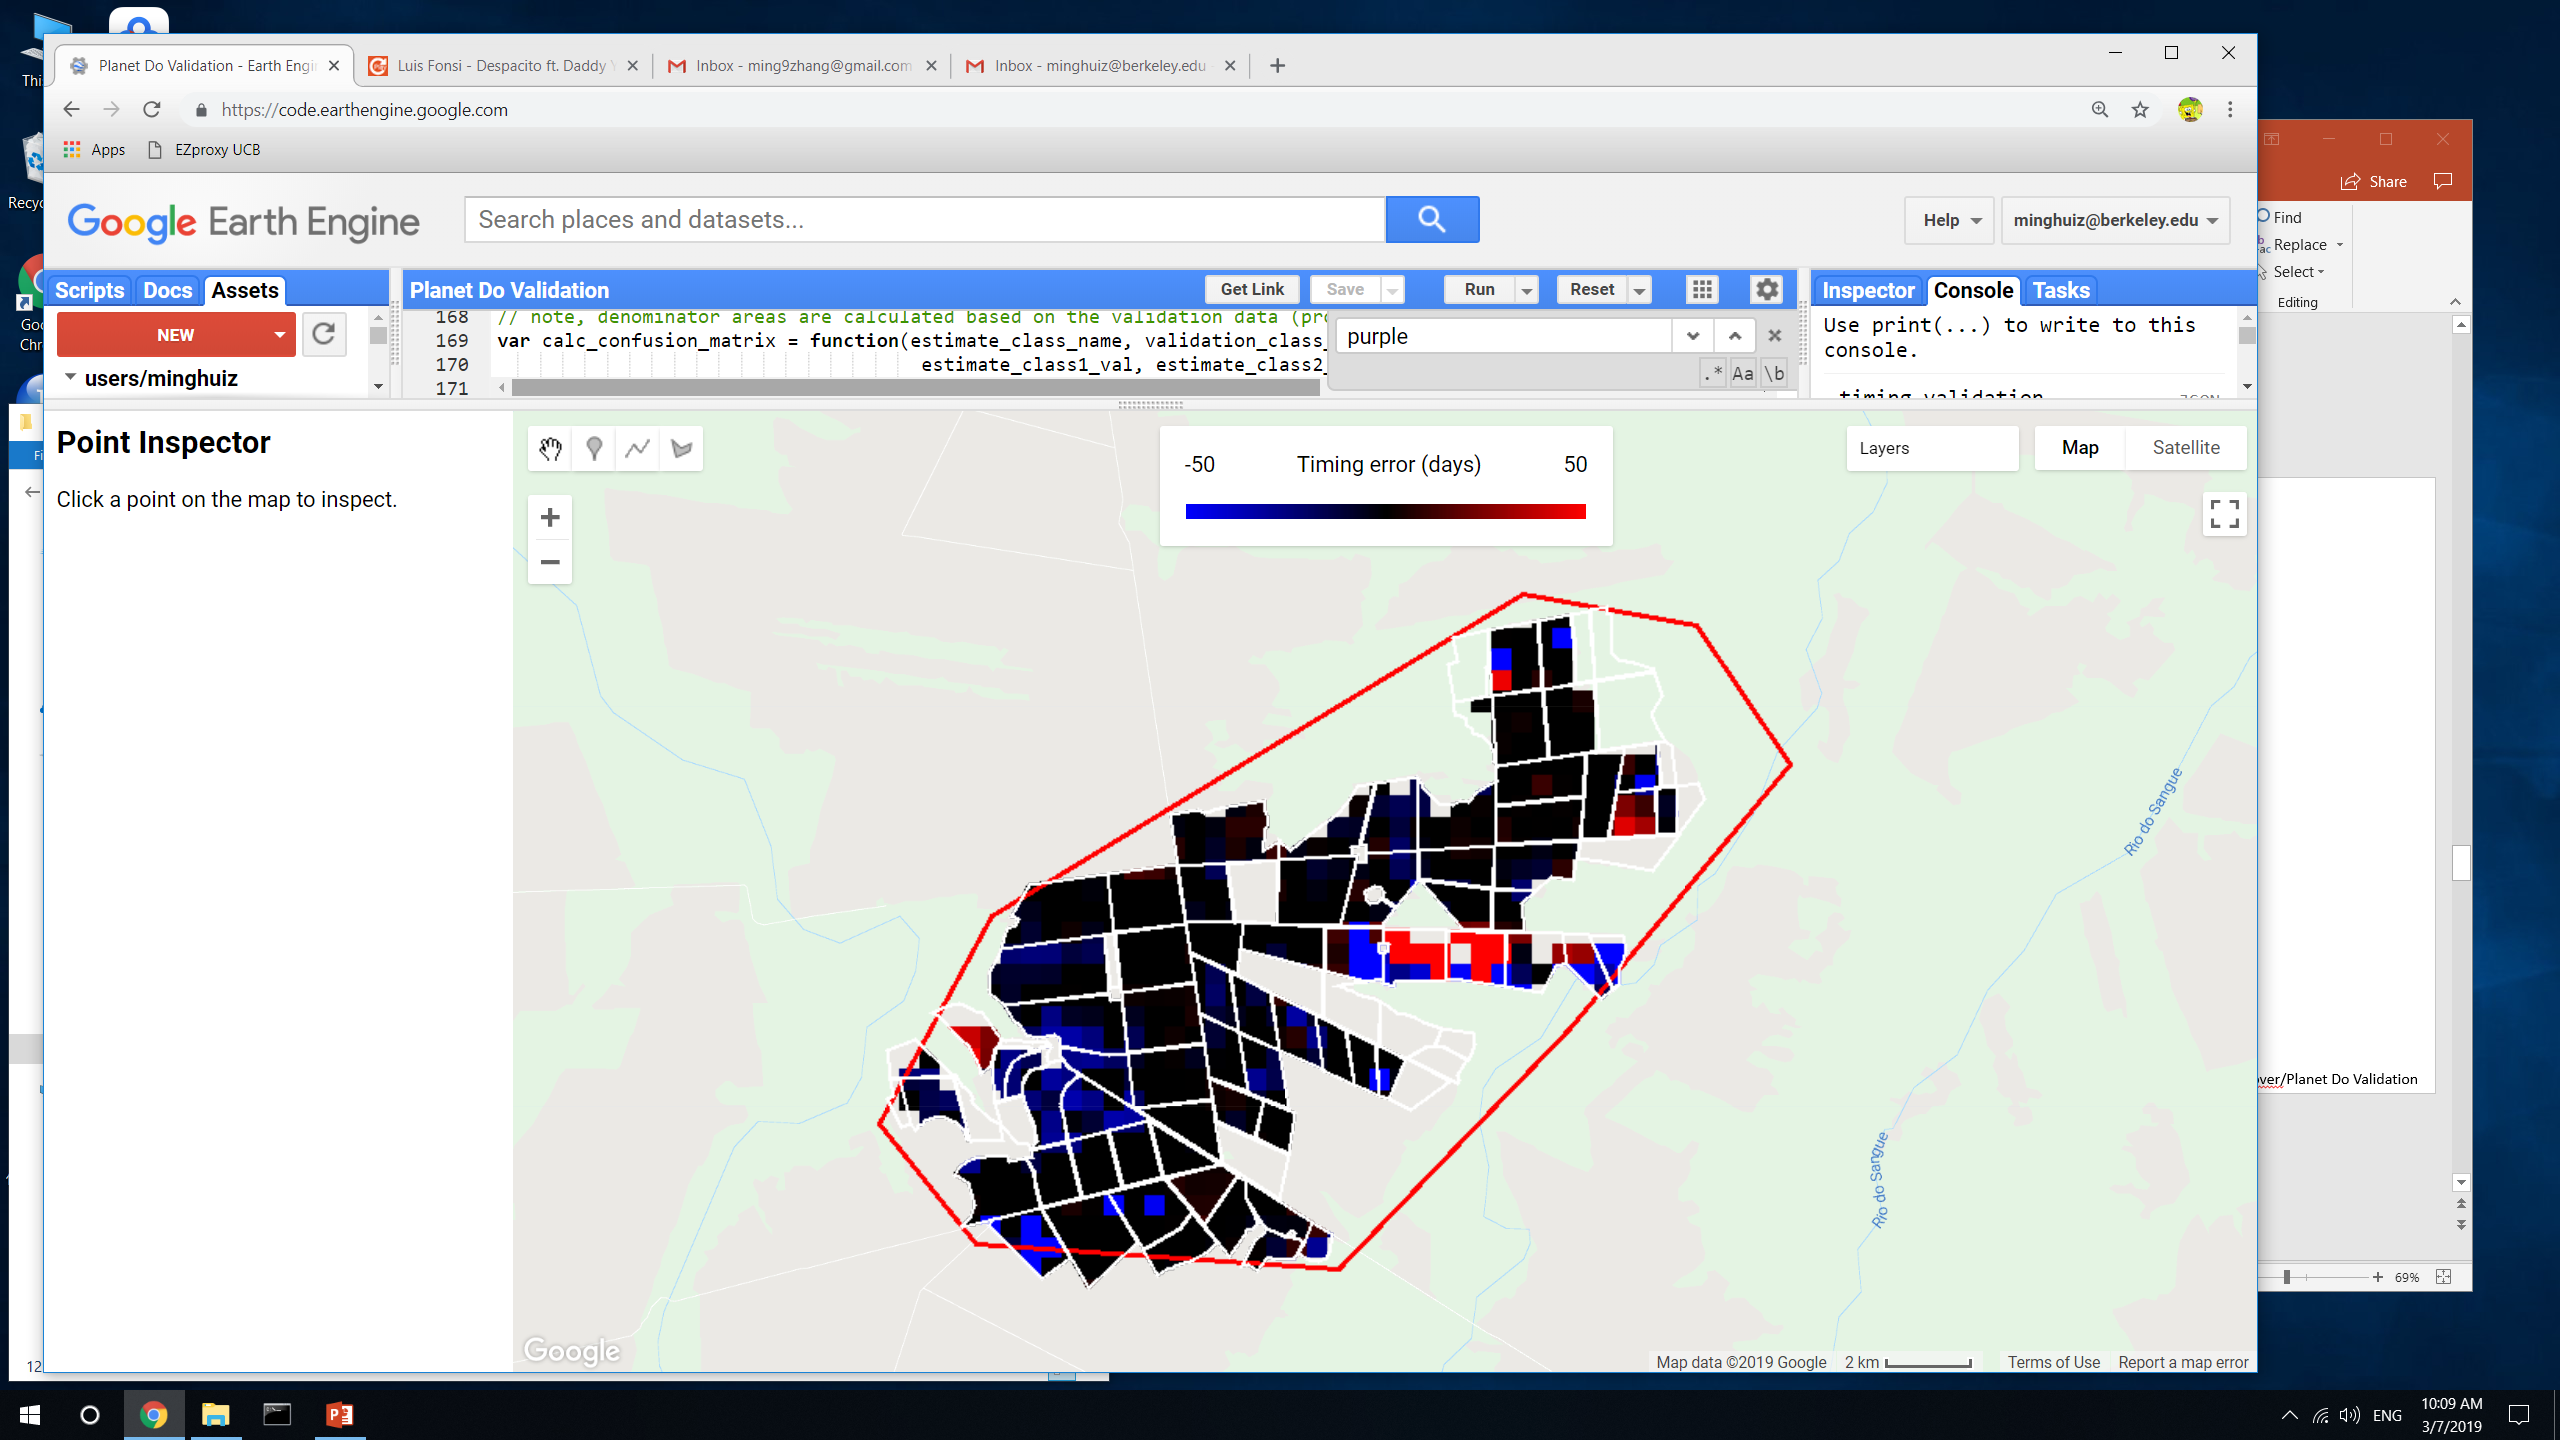 Planet Do Validation - Earth Engi
Luis Fonsi - Despacito ft. Daddy
Inbox - ming9zhang@gmail.com
Inbox - minghuiz@berkeley.edu
https://code.earthengine.google.com
Apps
EZproxy UCB
Share
Find
Replace
Select
Editing
Google Earth Engine
Search places and datasets...
Help
minghuiz@berkeley.edu
Scripts
Docs
Assets
Planet Do Validation
Get Link
Save
Run
Reset
Inspector
Console
Tasks
NEW
users/minghuiz
168 // note, denominator areas are calculated based on the validation data (pr
169 var calc_confusion_matrix = function(estimate_class_name, validation_class_
170 estimate_class1_val, estimate_class2_
171
purple
.* Aa \b
Use print(...) to write to this
console.
timing validation
JSON
Point Inspector
Click a point on the map to inspect.
-50 Timing error (days) 50
Layers
Map
Satellite
Rio do Sangue
Rio do Sangue
over/Planet Do Validation
69%
Google
Map data ©2019 Google
2 km
Terms of Use
Report a map error
ENG
10:09 AM
3/7/2019